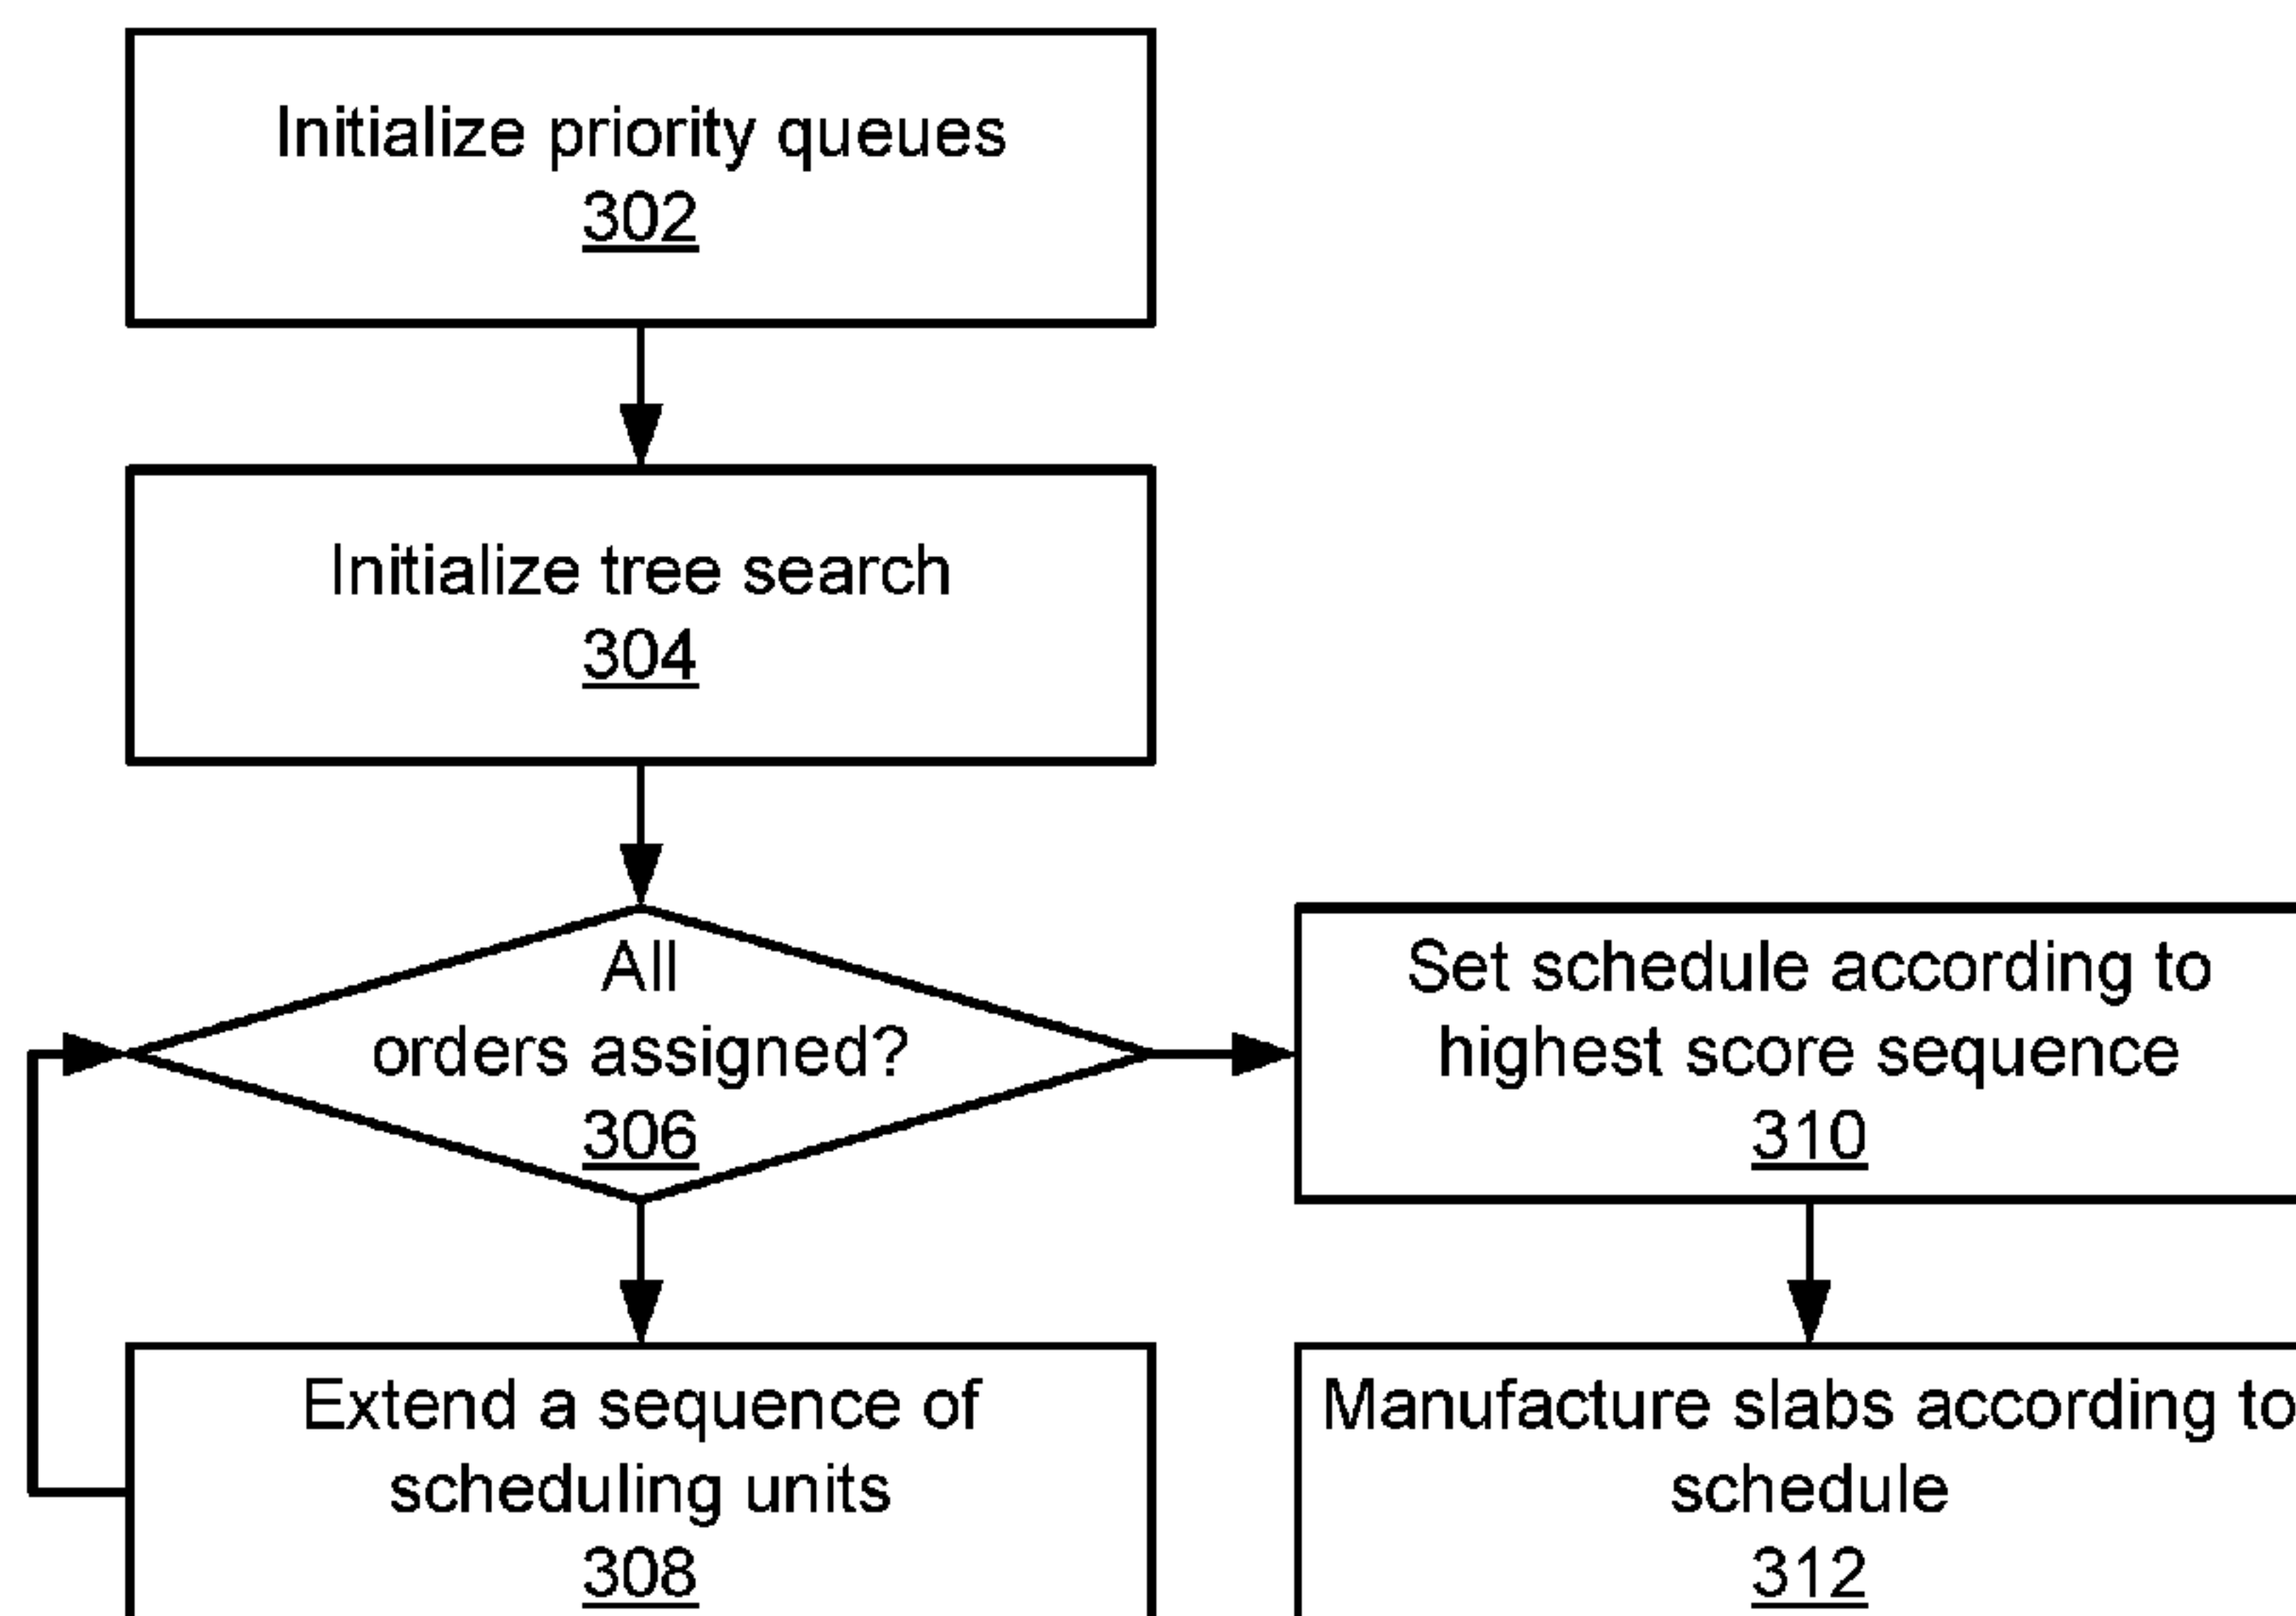 Initialize priority queues
302
Initialize tree search
304
All
orders assigned?
306
Set schedule according to
highest score sequence
310
Extend a sequence of
scheduling units
308
Manufacture slabs according to
schedule
312